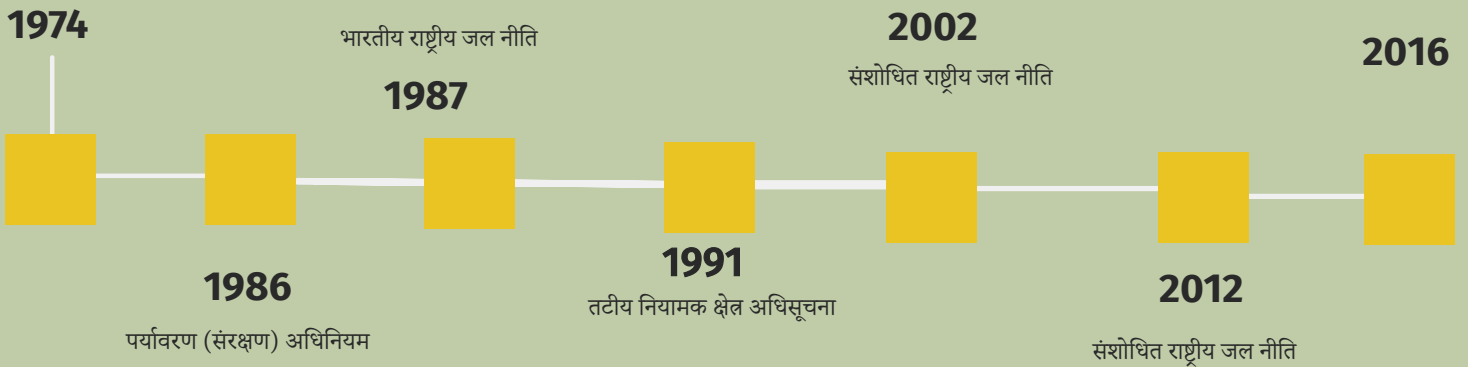 1974
1986
पर्यावरण (संरक्षण) अधिनियम
भारतीय राष्ट्रीय जल नीति
1987
1991
तटीय नियामक क्षेत्र अधिसूचना
2002
संशोधित राष्ट्रीय जल नीति
2012
संशोधित राष्ट्रीय जल नीति
2016